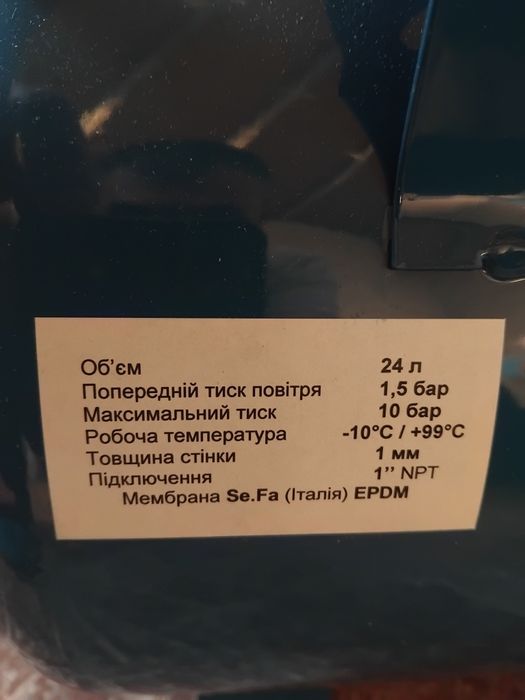 Об'єм 24 л
Попередній тиск повітря 1,5 бар
Максимальний тиск 10 бар
Робоча температура -10°C / +99°C
Товщина стінки 1 мм
Підключення 1’’ NPT
Мембрана Se.Fa (Італія) EPDM